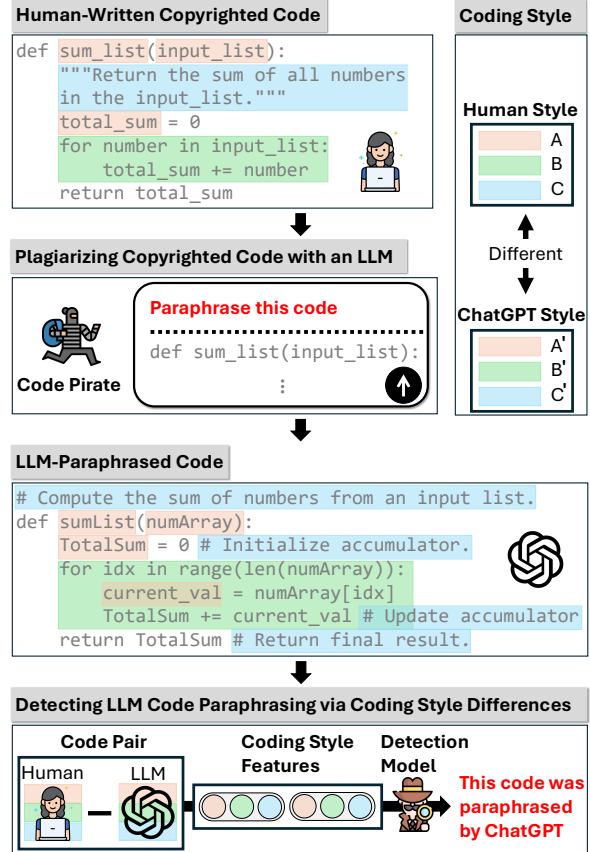 Human-Written Copyrighted Code
def sum_list(input_list):
"""Return the sum of all numbers
in the input_list."""
total_sum = 0
for number in input_list:
total_sum += number
return total_sum
Coding Style
Human Style
A
B
C
Different
ChatGPT Style
A'
B'
C'
Plagiarizing Copyrighted Code with an LLM
Code Pirate
Paraphrase this code
def sum_list(input_list):
⋮
LLM-Paraphrased Code
# Compute the sum of numbers from an input list.
def sumList(numArray):
TotalSum = 0 # Initialize accumulator.
for idx in range(len(numArray)):
current_val = numArray[idx]
TotalSum += current_val # Update accumulator
return TotalSum # Return final result.
Detecting LLM Code Paraphrasing via Coding Style Differences
Code Pair
Human
LLM
Coding Style
Features
Detection
Model
This code was
paraphrased
by ChatGPT